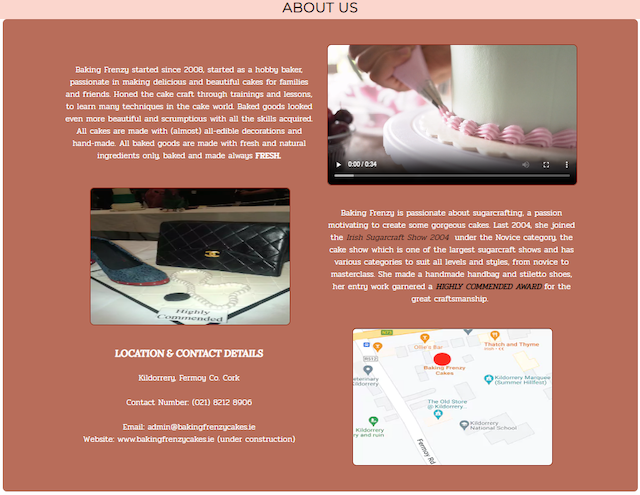 ABOUT US
Baking Frenzy started since 2008, started as a hobby baker,
passionate in making delicious and beautiful cakes for families
and friends. Honed the cake craft through trainings and lessons,
to learn many techniques in the cake world. Baked goods looked
even more beautiful and scrumptious with all the skills acquired.
All cakes are made with (almost) all-edible decorations and
hand-made. All baked goods are made with fresh and natural
ingredients only, baked and made always FRESH.
0:00 / 0:34
Highly
Commended
Baking Frenzy is passionate about sugarcrafting, a passion
motivating to create some gorgeous cakes. Last 2004, she joined
the Irish Sugarcraft Show 2004 under the Novice category, the
cake show which is one of the largest sugarcraft shows and has
various categories to suit all levels and styles, from novice to
masterclass. She made a handmade handbag and stiletto shoes,
her entry work garnered a HIGHLY COMMENDED AWARD for the
great craftsmanship.
LOCATION & CONTACT DETAILS
Kildorrery, Fermoy Co. Cork
Contact Number: (021) 8212 8906
Email: admin@bakingfrenzycakes.ie
Website: www.bakingfrenzycakes.ie (under construction)
N73
Ollie's Bar
Thatch and Thyme
R512
Baking Frenzy
Cakes
Veterinary
Kildorrery
Kildorrery Marquee
(Summer Hillfest)
The Old Store
@ Kildorrery...
Kildorrery
National School
Kildorrery
y and ruin
Fermoy Rd